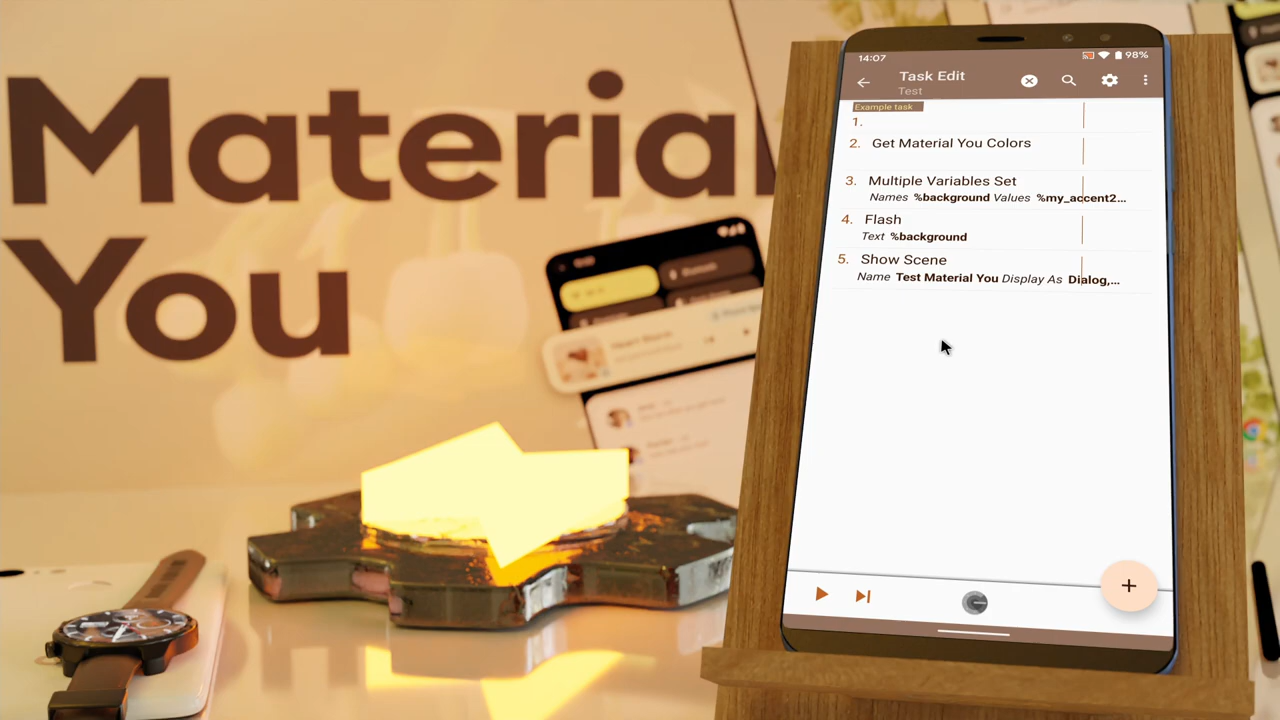 Material
You
14:07
98%
Task Edit
Test
Example task
1.
2. Get Material You Colors
3. Multiple Variables Set
Names %background Values %my_accent2...
4. Flash
Text %background
5. Show Scene
Name Test Material You Display As Dialog,...